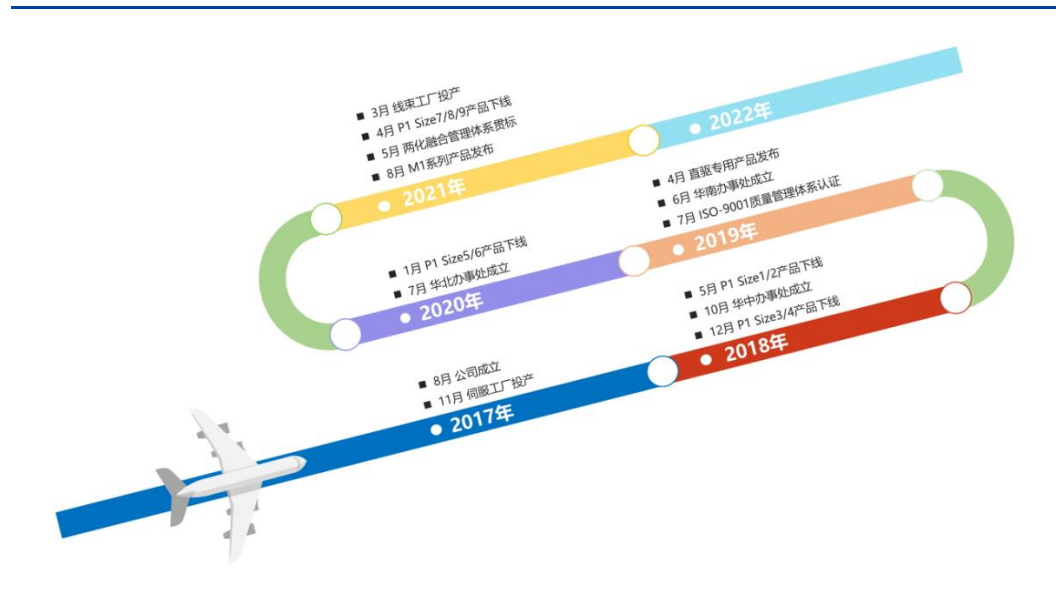 3月 线束工厂投产
4月 P1 Size7/8/9产品下线
5月 两化融合管理体系贯标
8月 M1系列产品发布
2021年
2022年
4月 直驱专用产品发布
6月 华南办事处成立
7月 ISO-9001质量管理体系认证
2019年
1月 P1 Size5/6产品下线
7月 华北办事处成立
2020年
5月 P1 Size1/2产品下线
10月 华中办事处成立
12月 P1 Size3/4产品下线
2018年
8月 公司成立
11月 伺服工厂投产
2017年